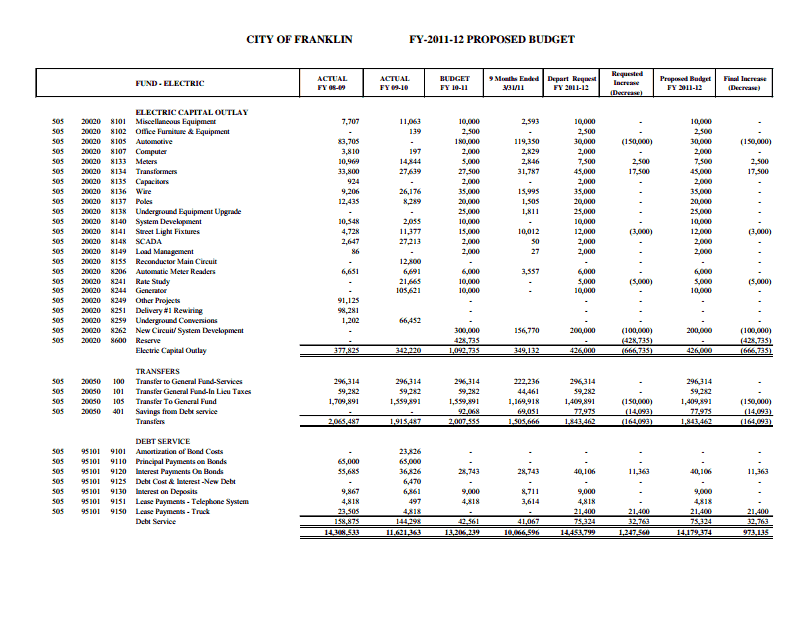 CITY OF FRANKLIN FY-2011-12 PROPOSED BUDGET
FUND - ELECTRIC ACTUAL FY 08-09 ACTUAL FY 09-10 BUDGET FY 10-11 9 Months Ended 3/31/11 Depart Request FY 2011-12 Requested Increase (Decrease) Proposed Budget FY 2011-12 Final Increase (Decrease)
ELECTRIC CAPITAL OUTLAY
505 20020 8101 Miscellaneous Equipment 7,707 11,063 10,000 2,593 10,000 - 10,000 -
505 20020 8102 Office Furniture & Equipment - 139 2,500 - 2,500 - 2,500 -
505 20020 8105 Automotive 83,705 - 180,000 119,350 30,000 (150,000) 30,000 (150,000)
505 20020 8107 Computer 3,810 197 2,000 2,829 2,000 - 2,000 -
505 20020 8133 Meters 10,969 14,844 5,000 2,846 7,500 2,500 7,500 2,500
505 20020 8134 Transformers 33,800 27,639 27,500 31,787 45,000 17,500 45,000 17,500
505 20020 8135 Capacitors 924 - 2,000 - 2,000 - 2,000 -
505 20020 8136 Wire 9,206 26,176 35,000 15,995 35,000 - 35,000 -
505 20020 8137 Poles 12,435 8,289 20,000 1,505 20,000 - 20,000 -
505 20020 8138 Underground Equipment Upgrade - - 25,000 1,811 25,000 - 25,000 -
505 20020 8140 System Development 10,548 2,055 10,000 - 10,000 - 10,000 -
505 20020 8141 Street Light Fixtures 4,728 11,377 15,000 10,012 12,000 (3,000) 12,000 (3,000)
505 20020 8148 SCADA 2,647 27,213 2,000 50 2,000 - 2,000 -
505 20020 8149 Load Management 86 - 2,000 27 2,000 - 2,000 -
505 20020 8155 Reconductor Main Circuit - 12,800 - - - - -
505 20020 8206 Automatic Meter Readers 6,651 6,691 6,000 3,557 6,000 - 6,000 -
505 20020 8241 Rate Study - 21,665 10,000 - 5,000 (5,000) 5,000 (5,000)
505 20020 8244 Generator - 105,621 10,000 - 10,000 - 10,000 -
505 20020 8249 Other Projects 91,125 - - - -
505 20020 8251 Delivery #1 Rewiring 98,281 - - - -
505 20020 8259 Underground Conversions 1,202 66,452 - - - -
505 20020 8262 New Circuit/ System Development - - 300,000 156,770 200,000 (100,000) 200,000 (100,000)
505 20020 8600 Reserve - - 428,735 - - (428,735) - (428,735)
Electric Capital Outlay 377,825 342,220 1,092,735 349,132 426,000 (666,735) 426,000 (666,735)
TRANSFERS
505 20050 100 Transfer to General Fund-Services 296,314 296,314 296,314 222,236 296,314 - 296,314 -
505 20050 101 Transfer General Fund-In Lieu Taxes 59,282 59,282 59,282 44,461 59,282 - 59,282 -
505 20050 105 Transfer To General Fund 1,709,891 1,559,891 1,559,891 1,169,918 1,409,891 (150,000) 1,409,891 (150,000)
505 20050 401 Savings from Debt service - - 92,068 69,051 77,975 (14,093) 77,975 (14,093)
Transfers 2,065,487 1,915,487 2,007,555 1,505,666 1,843,462 (164,093) 1,843,462 (164,093)
DEBT SERVICE
505 95101 9101 Amortization of Bond Costs - 23,826 - - - - - -
505 95101 9110 Principal Payments on Bonds 65,000 65,000 - - - - - -
505 95101 9120 Interest Payments On Bonds 55,685 36,826 28,743 28,743 40,106 11,363 40,106 11,363
505 95101 9125 Debt Cost & Interest -New Debt - 6,470 - - - - - -
505 95101 9130 Interest on Deposits 9,867 6,861 9,000 8,711 9,000 - 9,000 -
505 95101 9151 Lease Payments - Telephone System 4,818 497 4,818 3,614 4,818 - 4,818 -
505 95101 9150 Lease Payments - Truck 23,505 4,818 - - 21,400 21,400 21,400 21,400
Debt Service 158,875 144,298 42,561 41,067 75,324 32,763 75,324 32,763
14,308,533 11,621,363 13,206,239 10,066,596 14,453,799 1,247,560 14,179,374 973,135